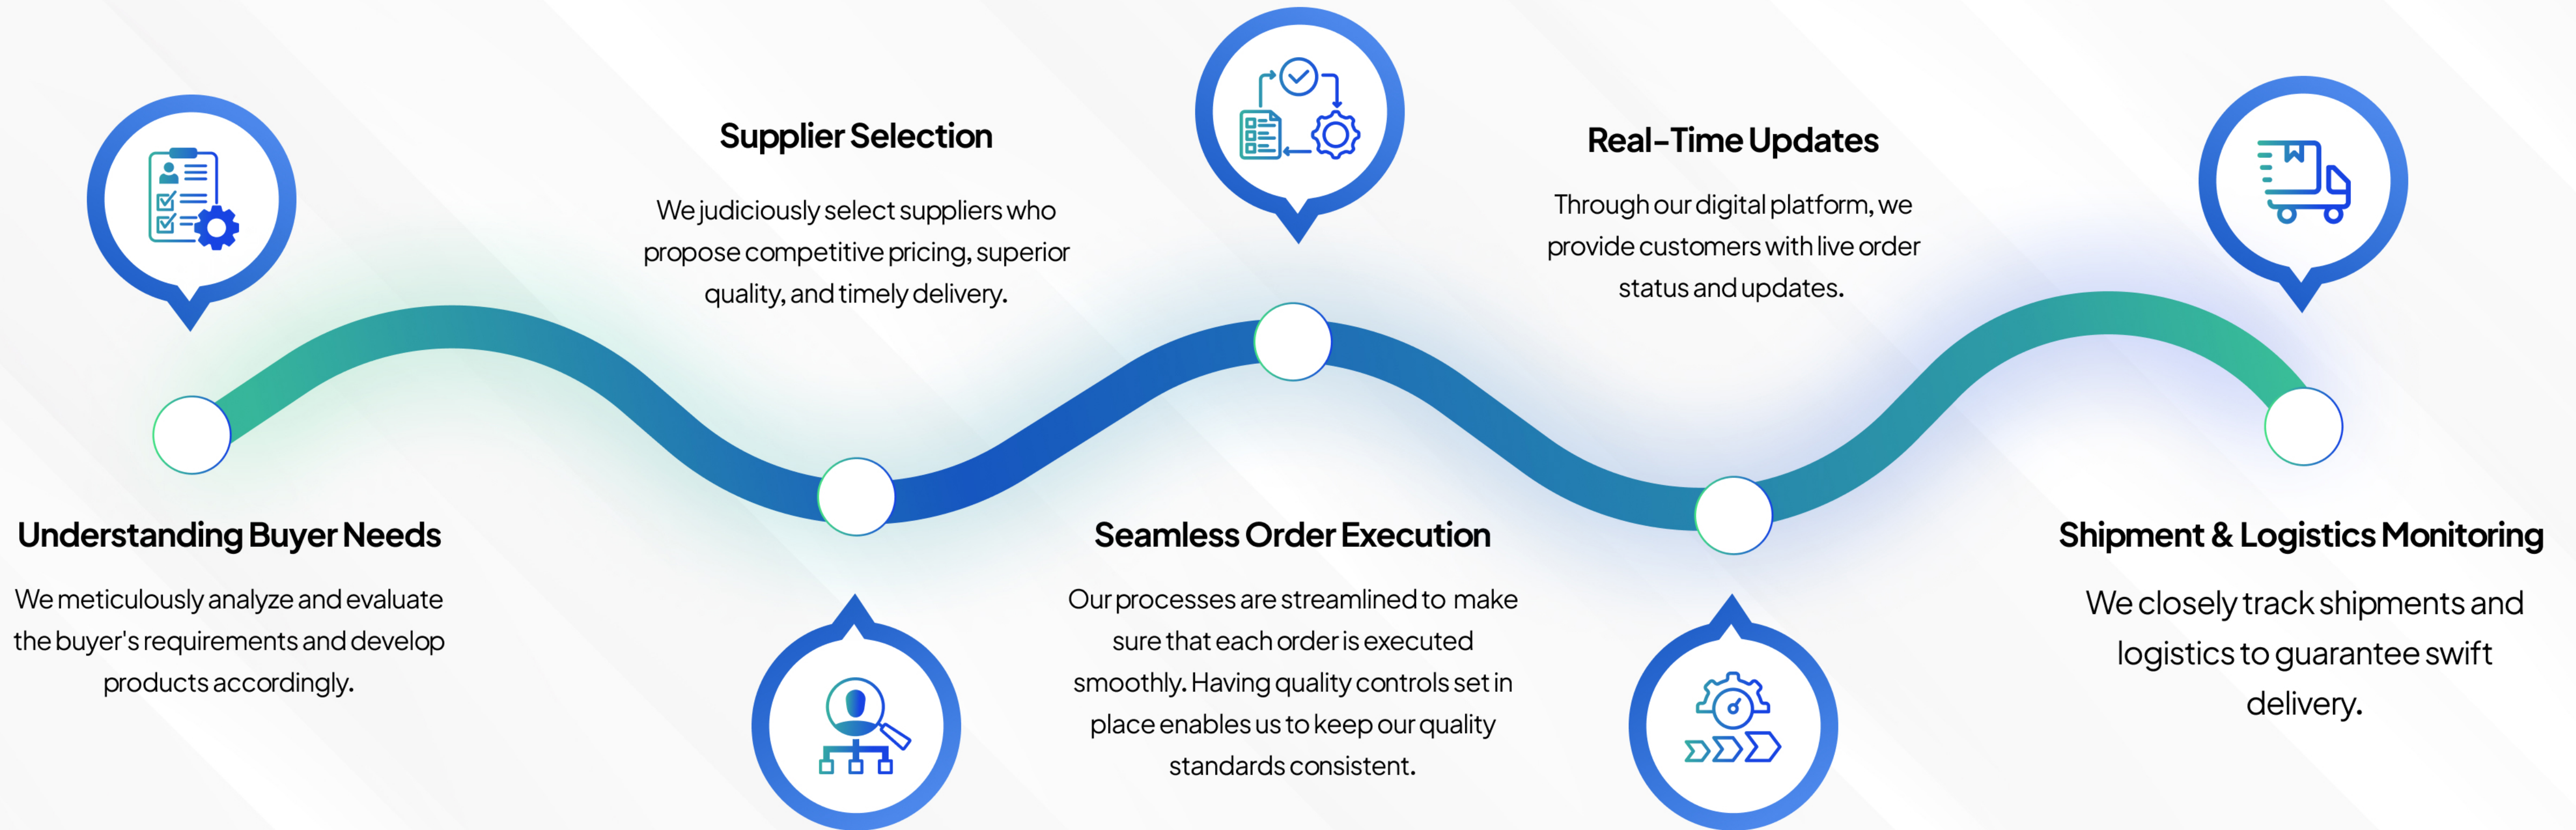 Understanding Buyer Needs
We meticulously analyze and evaluate
the buyer's requirements and develop
products accordingly.
Supplier Selection
We judiciously select suppliers who
propose competitive pricing, superior
quality, and timely delivery.
Seamless Order Execution
Our processes are streamlined to make
sure that each order is executed
smoothly. Having quality controls set in
place enables us to keep our quality
standards consistent.
Real-Time Updates
Through our digital platform, we
provide customers with live order
status and updates.
Shipment & Logistics Monitoring
We closely track shipments and
logistics to guarantee swift
delivery.